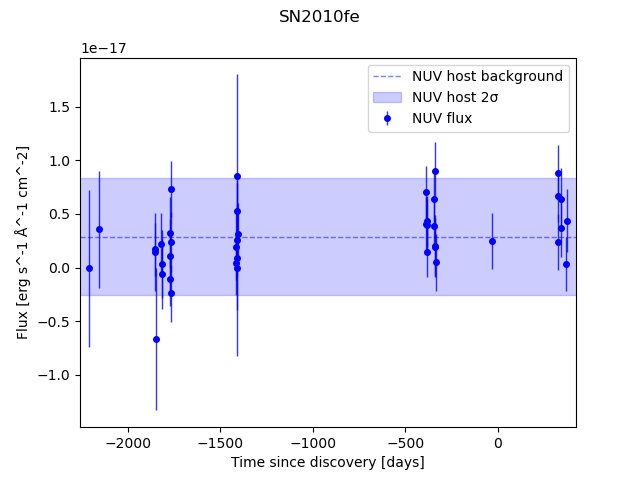 SN2010fe
1e−17
NUV host background
NUV host 2σ
NUV flux
1.5
1.0
0.5
0.0
−0.5
−1.0
Flux [erg s^-1 Å^-1 cm^-2]
−2000 −1500 −1000 −500 0
Time since discovery [days]